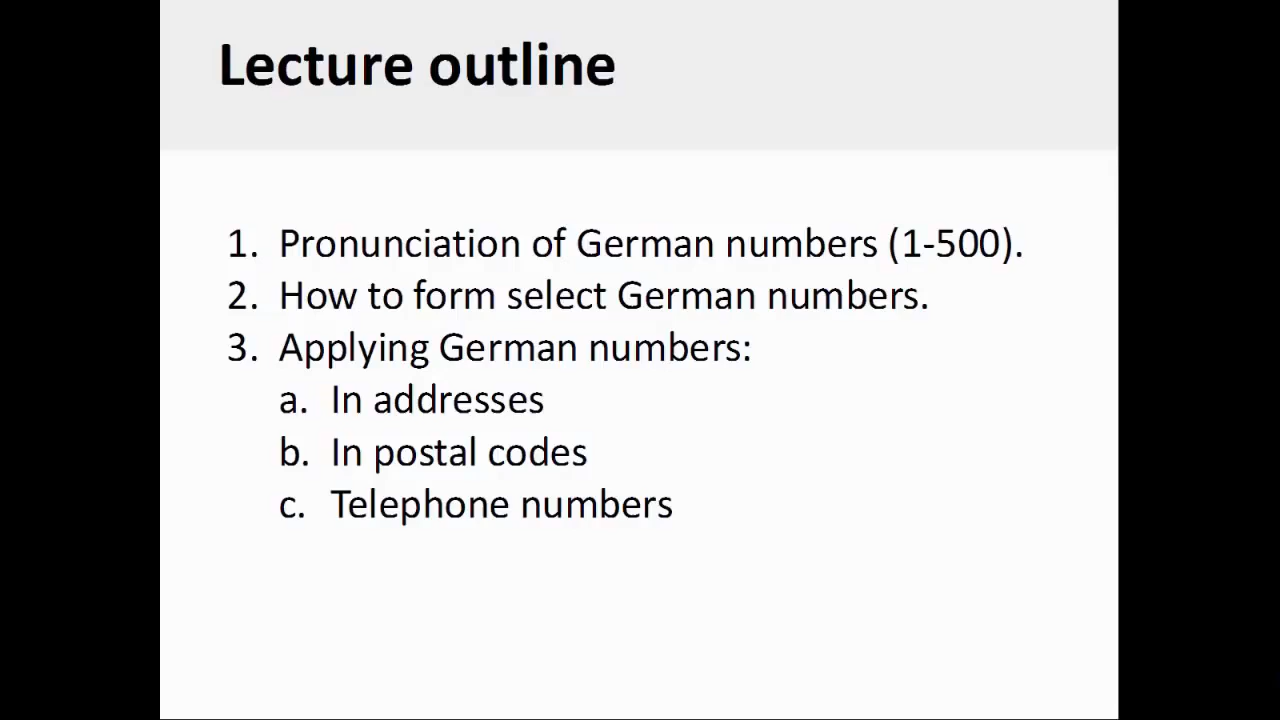 Lecture outline
1. Pronunciation of German numbers (1-500).
2. How to form select German numbers.
3. Applying German numbers:
a. In addresses
b. In postal codes
c. Telephone numbers